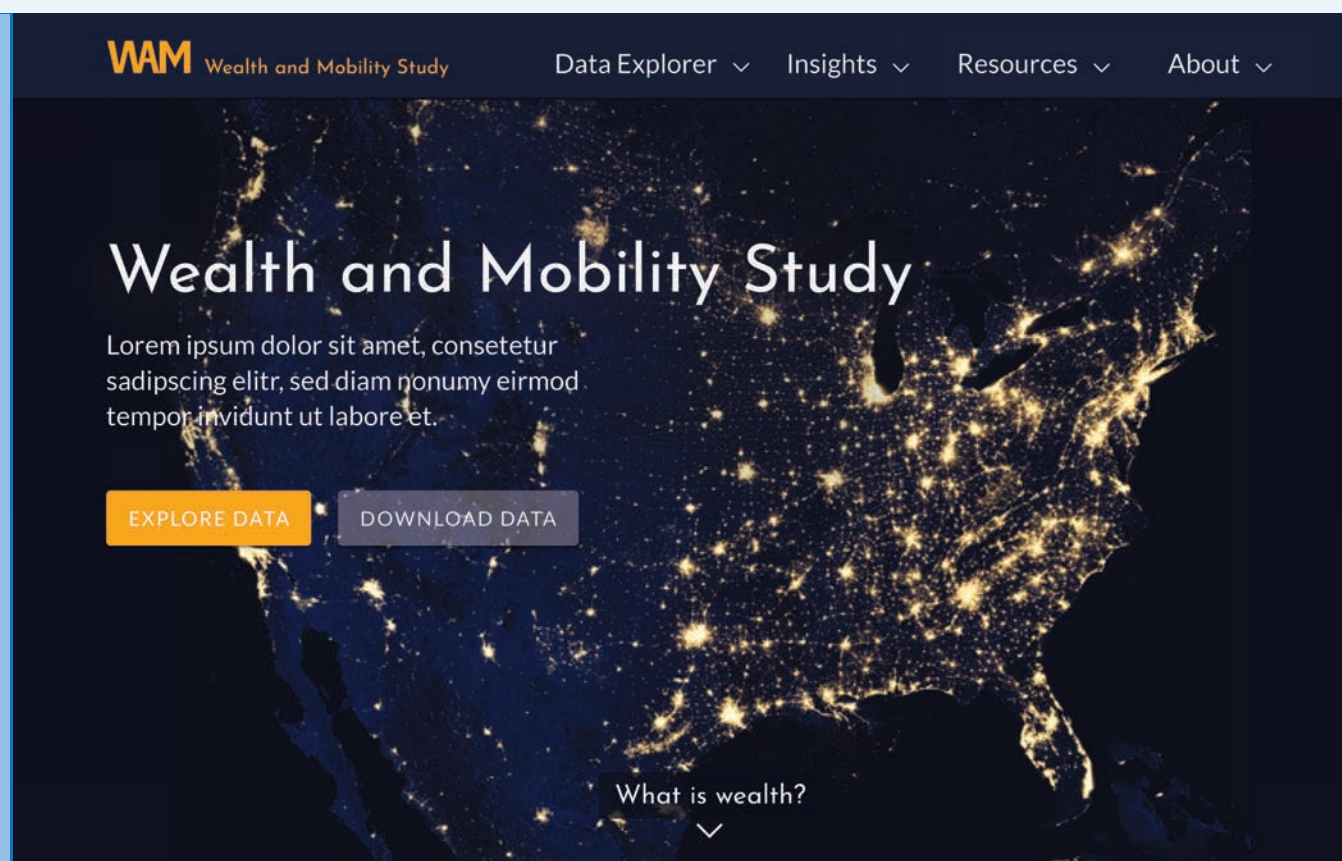 WAM Wealth and Mobility Study Data Explorer Insights Resources About
Wealth and Mobility Study
Lorem ipsum dolor sit amet, consetetur
sadipscing elitr, sed diam nonumy eirmod
tempor invidunt ut labore et.
EXPLORE DATA DOWNLOAD DATA
What is wealth?